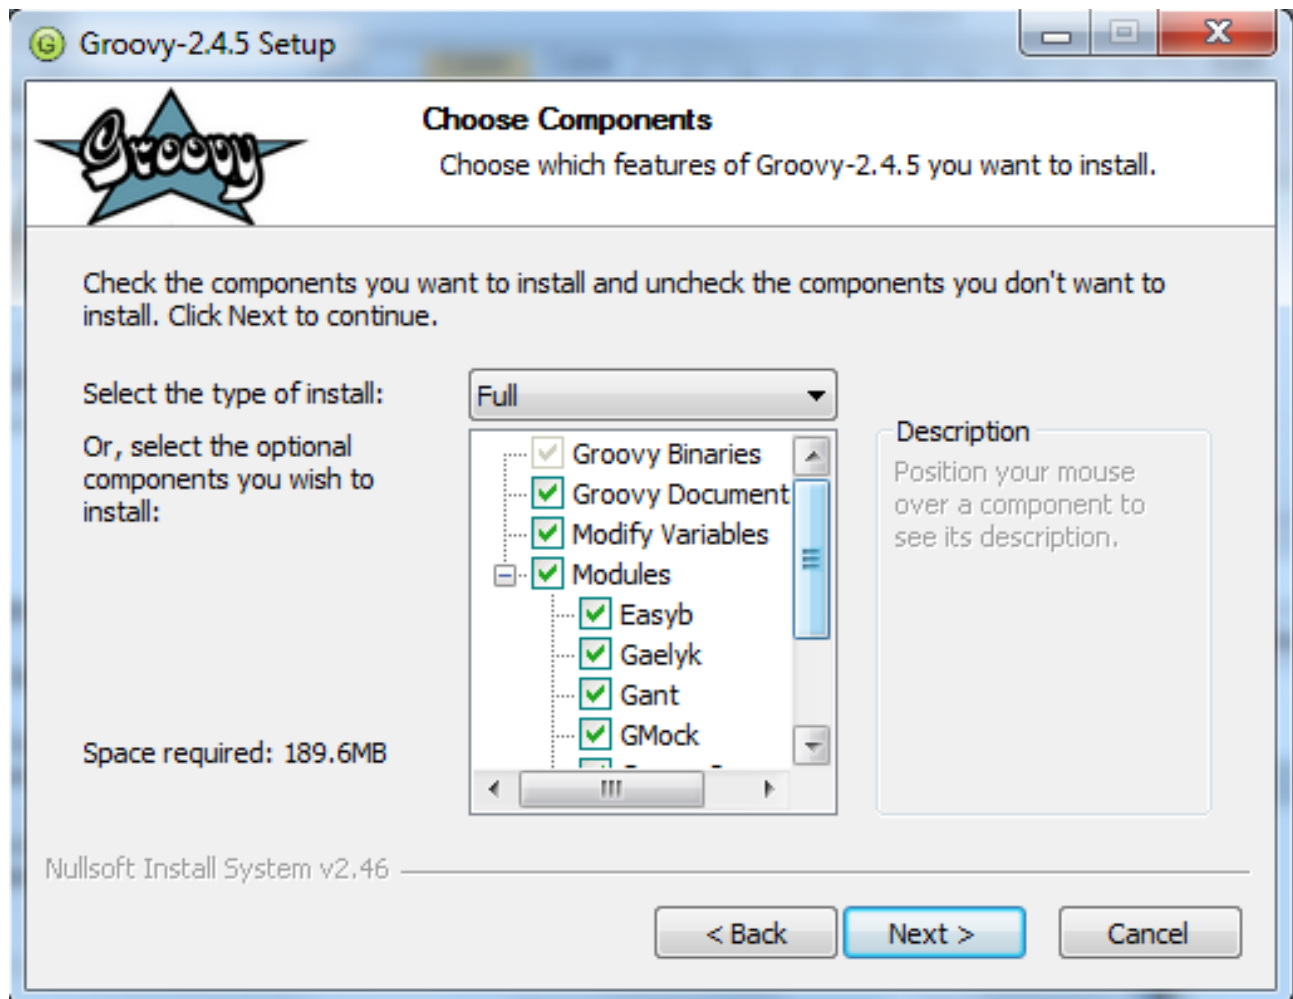 Groovy-2.4.5 Setup
Groovy
Choose Components
Choose which features of Groovy-2.4.5 you want to install.
Check the components you want to install and uncheck the components you don't want to
install. Click Next to continue.
Select the type of install:
Full
Or, select the optional
components you wish to
install:
Groovy Binaries
Groovy Document
Modify Variables
Modules
Easyb
Gaelyk
Gant
GMock
Description
Position your mouse
over a component to
see its description.
Space required: 189.6MB
Nullsoft Install System v2.46
< Back
Next >
Cancel